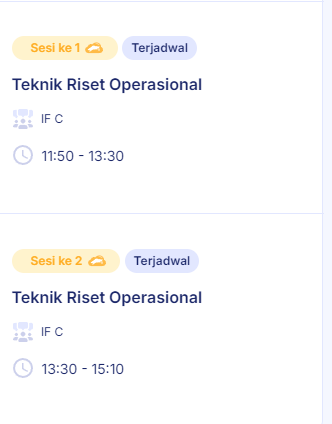 Sesi ke 1 Terjadwal
Teknik Riset Operasional
IF C
11:50 - 13:30
Sesi ke 2 Terjadwal
Teknik Riset Operasional
IF C
13:30 - 15:10